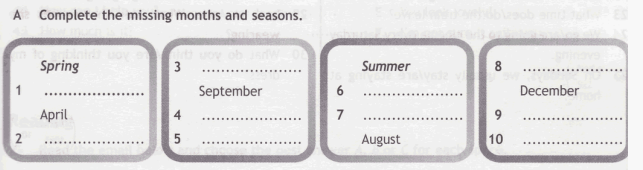 A Complete the missing months and seasons.
Spring
1 ....................
April
2 ....................
3 ....................
September
4 ....................
5 ....................
Summer
6 ....................
7 ....................
August
8 ....................
December
9 ....................
10 ....................